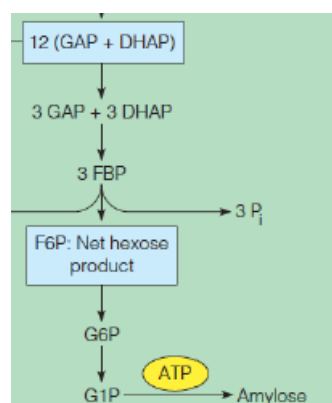 12 (GAP + DHAP)
3 GAP + 3 DHAP
3 FBP
3 Pi
F6P: Net hexose
product
G6P
ATP
G1P
Amylose